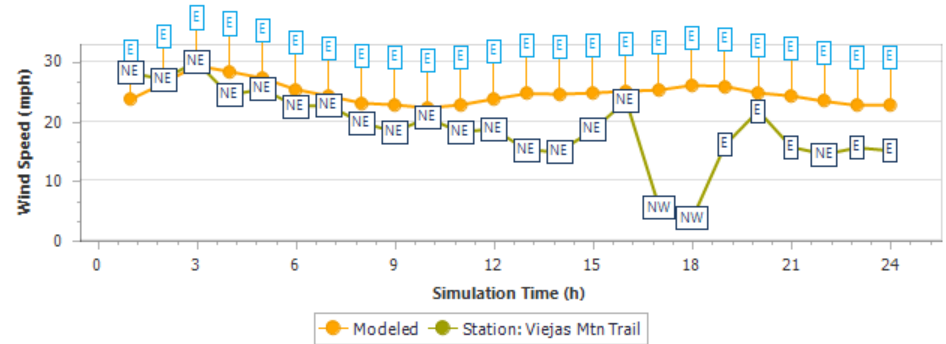 E E E E E E E E E E E E E E E E E E E E E E E E
NE NE NE NE NE NE NE NE NE NE NE NE NE NE NE NE NW NW E E E NE E E
30
20
10
0
Wind Speed (mph)
0 3 6 9 12 15 18 21 24
Simulation Time (h)
Modeled Station: Viejas Mtn Trail